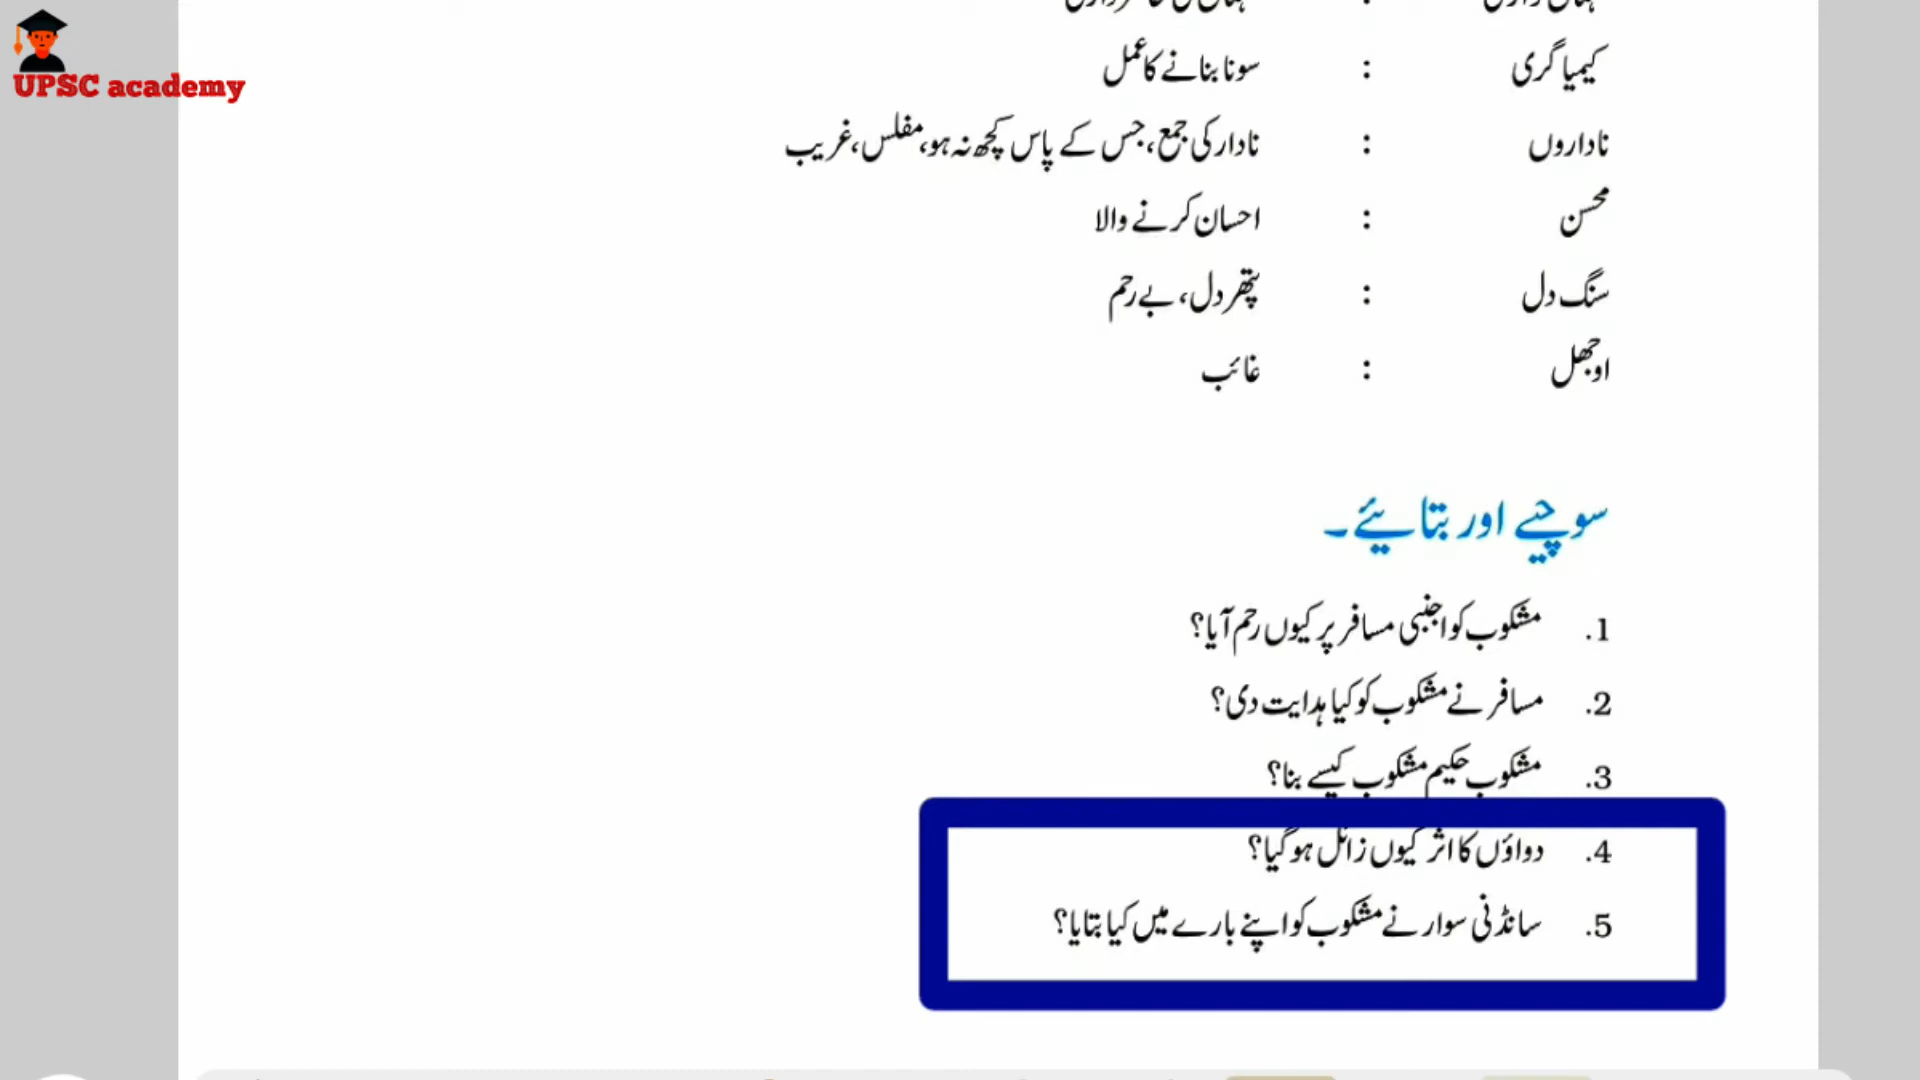 UPSC academy
کیمیا گری : سونا بنانے کا عمل
ناداروں : نادار کی جمع، جس کے پاس کچھ نہ ہو، مفلس، غریب
محسن : احسان کرنے والا
سنگ دل : پتھر دل، بے رحم
اوجھل : غائب
سوچیے اور بتایئے۔
1. مشکوب کو اجنبی مسافر پر کیوں رحم آیا؟
2. مسافر نے مشکوب کو کیا ہدایت دی؟
3. مشکوب حکیم مشکوب کیسے بنا؟
4. دواؤں کا اثر کیوں زائل ہو گیا؟
5. سانڈنی سوار نے مشکوب کو اپنے بارے میں کیا بتایا؟